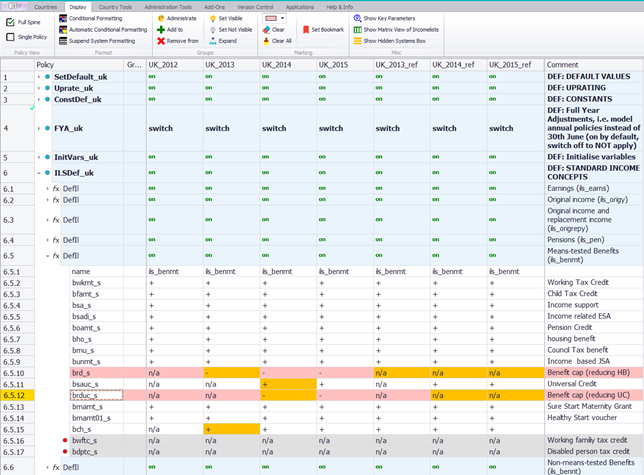 Countries Display Country Tools Administration Tools Add-Ons Version Control Applications Help & Info
Full Spine
Single Policy
Policy View
Conditional Formatting
Automatic Conditional Formatting
Suspend System Formatting
Format
Administrate
Add to
Remove from
Set Visible
Set Not Visible
Expand
Groups
Clear
Clear All
Set Bookmark
Marking
Show Key Parameters
Show Matrix View of Incomelists
Show Hidden Systems Box
Misc
Policy Gr... UK_2012 UK_2013 UK_2014 UK_2015 UK_2013_ref UK_2014_ref UK_2015_ref Comment
1 SetDefault_uk on on on on on on on DEF: DEFAULT VALUES
2 Uprate_uk on on on on on on on DEF: UPRATING
3 ConstDef_uk on on on on on on on DEF: CONSTANTS
4 FYA_uk switch switch switch switch switch switch switch DEF: Full Year
Adjustments, i.e. model
annual policies instead of
30th June (on by default,
switch off to NOT apply)
5 InitVars_uk on on on on on on on DEF: Initialise variables
6 ILSDef_uk on on on on on on on DEF: STANDARD INCOME
CONCEPTS
6.1 fx DefIl on on on on on on on Earnings (ils_earns)
6.2 fx DefIl on on on on on on on Original income (ils_origy)
6.3 fx DefIl on on on on on on on Original income and
replacement income
(ils_origrepy)
6.4 fx DefIl on on on on on on on Pensions (ils_pen)
6.5 fx DefIl on on on on on on on Means-tested Benefits
(ils_benmt)
6.5.1 name ils_benmt ils_benmt ils_benmt ils_benmt ils_benmt ils_benmt ils_benmt
6.5.2 bwkmt_s + + + + + + + Working Tax Credit
6.5.3 bfamt_s + + + + + + + Child Tax Credit
6.5.4 bsa_s + + + + + + + Income support
6.5.5 bsadi_s + + + + + + + Income related ESA
6.5.6 boamt_s + + + + + + + Pension Credit
6.5.7 bho_s + + + + + + + housing benefit
6.5.8 bmu_s + + + + + + + Council Tax benefit
6.5.9 bunmt_s + + + + + + + Income based JSA
6.5.10 brd_s n/a - - - n/a n/a n/a Benefit cap (reducing HB)
6.5.11 bsauc_s n/a n/a + + n/a + + Universal Credit
6.5.12 brduc_s n/a n/a - - n/a n/a n/a Benefit cap (reducing UC)
6.5.13 bmamt_s + + + + + + + Sure Start Maternity Grant
6.5.14 bmamt01_s + + + + + + + Healthy Start voucher
6.5.15 bch_s n/a + n/a n/a n/a n/a n/a
6.5.16 bwftc_s n/a n/a n/a n/a n/a n/a n/a Working family tax credit
6.5.17 bdptc_s n/a n/a n/a n/a n/a n/a n/a Disabled person tax credit
6.6 fx DefIl on on on on on on on Non-means-tested Benefits
(ils_bennt)